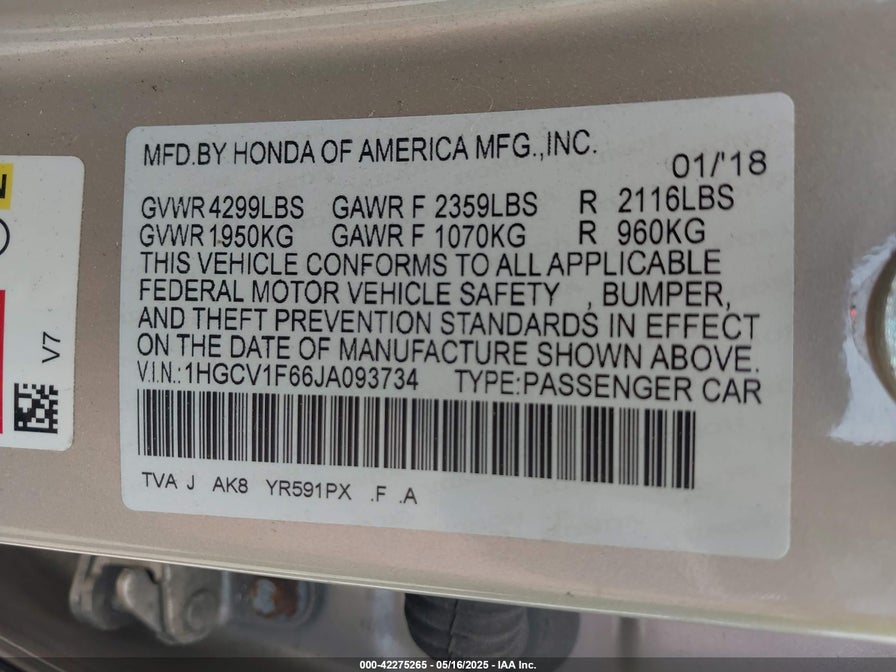 MFD.BY HONDA OF AMERICA MFG.,INC.
01/'18
GVWR 4299LBS GAWR F 2359LBS R 2116LBS
GVWR 1950KG GAWR F 1070KG R 960KG
THIS VEHICLE CONFORMS TO ALL APPLICABLE
FEDERAL MOTOR VEHICLE SAFETY , BUMPER,
AND THEFT PREVENTION STANDARDS IN EFFECT
ON THE DATE OF MANUFACTURE SHOWN ABOVE.
V.I.N.:1HGCV1F66JA093734 TYPE:PASSENGER CAR
TVA J AK8 YR591PX .F .A
V7
000-42275265 - 05/16/2025 - IAA Inc.